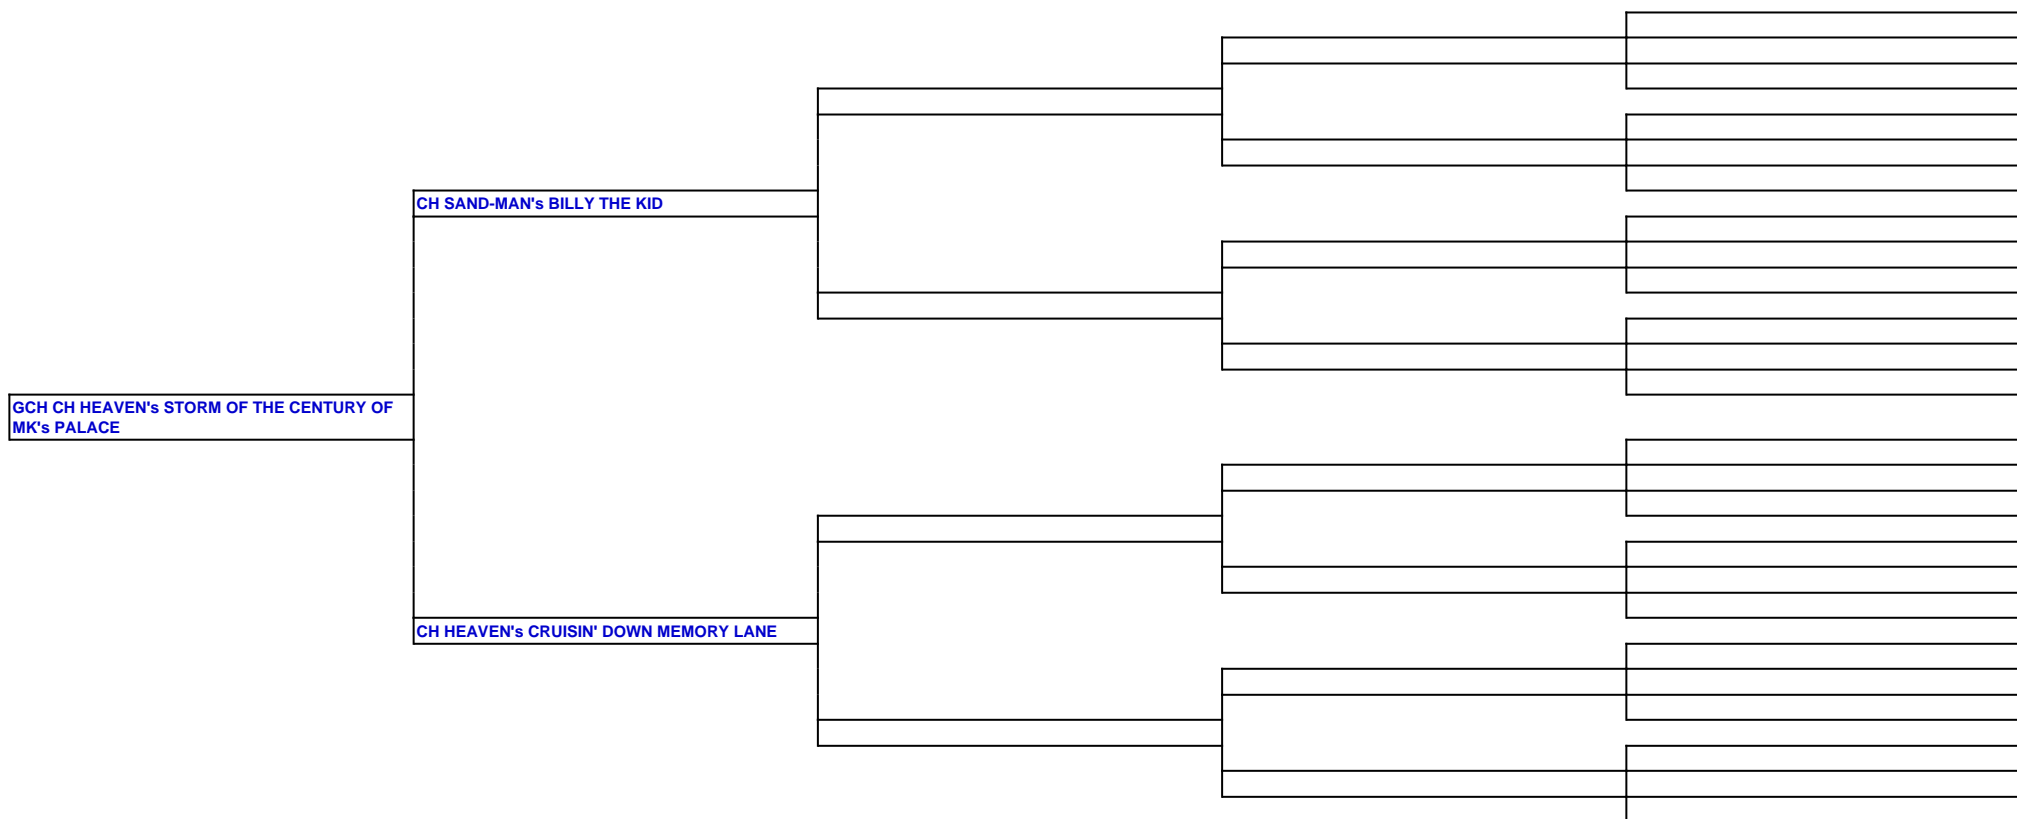 CH SAND-MAN's BILLY THE KID
GCH CH HEAVEN's STORM OF THE CENTURY OF
MK's PALACE
CH HEAVEN's CRUISIN' DOWN MEMORY LANE